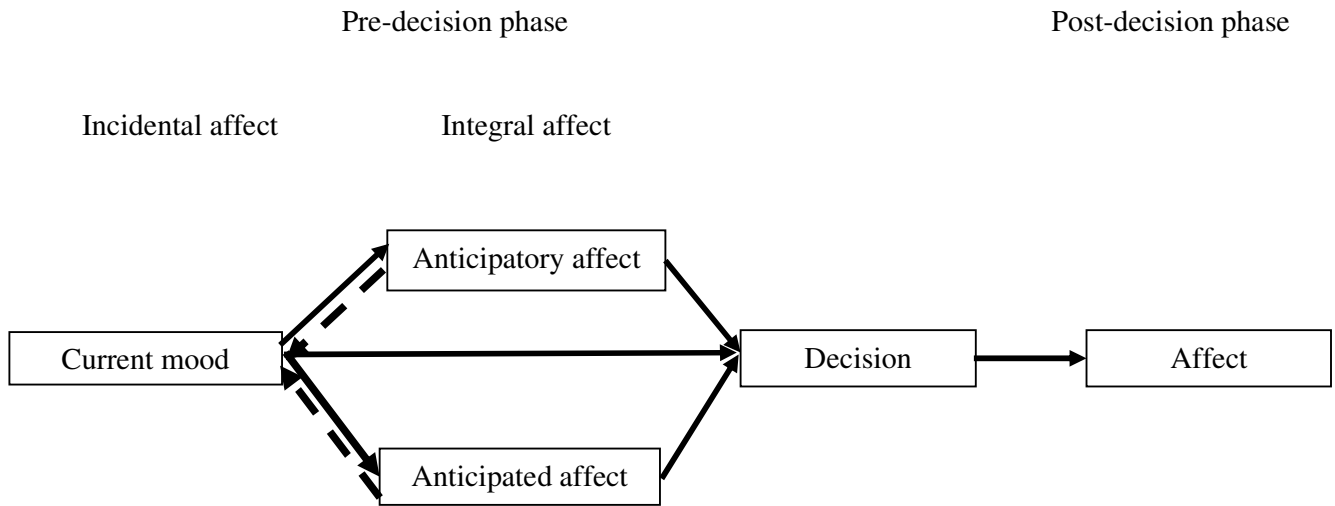 Pre-decision phase
Post-decision phase
Incidental affect
Integral affect
Anticipatory affect
Current mood
Decision
Affect
Anticipated affect